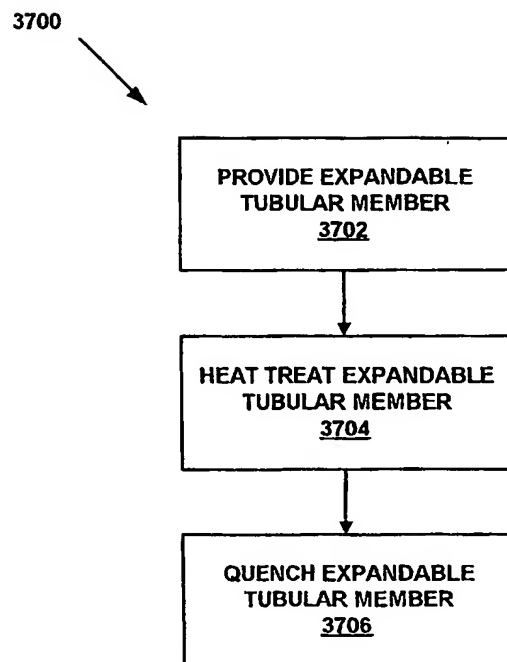 3700
PROVIDE EXPANDABLE
TUBULAR MEMBER
3702
HEAT TREAT EXPANDABLE
TUBULAR MEMBER
3704
QUENCH EXPANDABLE
TUBULAR MEMBER
3706